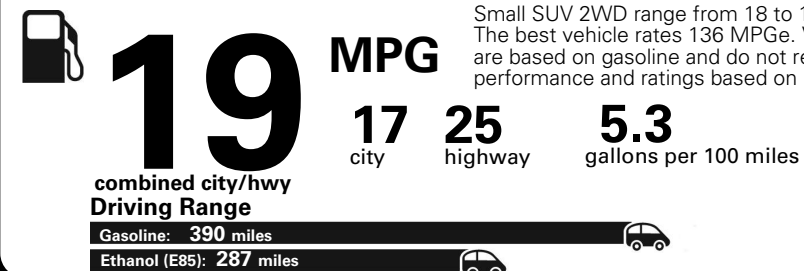 Small SUV 2WD range from 18 to
The best vehicle rates 136 MPGe.
are based on gasoline and do not
performance and ratings based on
19 MPG
17 25 5.3
city highway gallons per 100 miles
combined city/hwy
Driving Range
Gasoline: 390 miles
Ethanol (E85): 287 miles